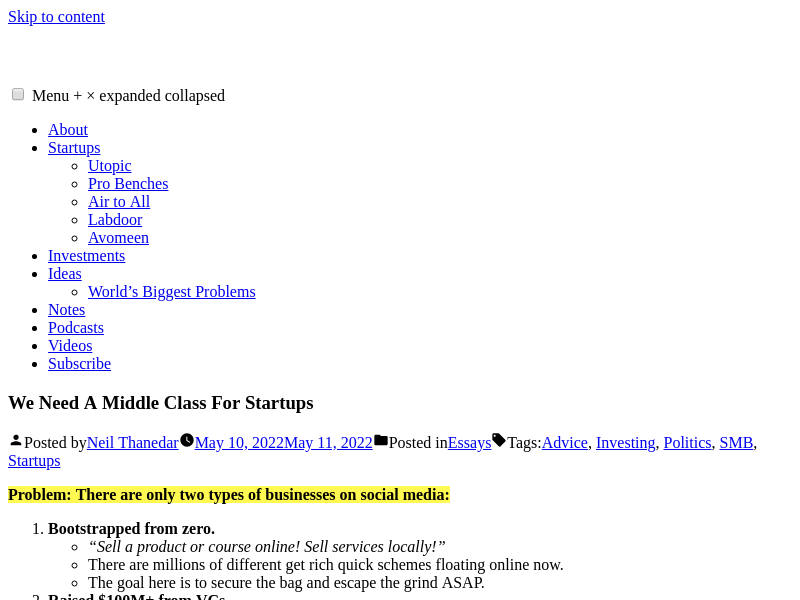 Skip to content
Menu + × expanded collapsed
About
Startups
Utopic
Pro Benches
Air to All
Labdoor
Avomeen
Investments
Ideas
World’s Biggest Problems
Notes
Podcasts
Videos
Subscribe
We Need A Middle Class For Startups
Posted byNeil ThanedarMay 10, 2022May 11, 2022Posted inEssaysTags:Advice, Investing, Politics, SMB,
Startups
Problem: There are only two types of businesses on social media:
1. Bootstrapped from zero.
“Sell a product or course online! Sell services locally!”
There are millions of different get rich quick schemes floating online now.
The goal here is to secure the bag and escape the grind ASAP.
2. Raised $100M+ from VCs.